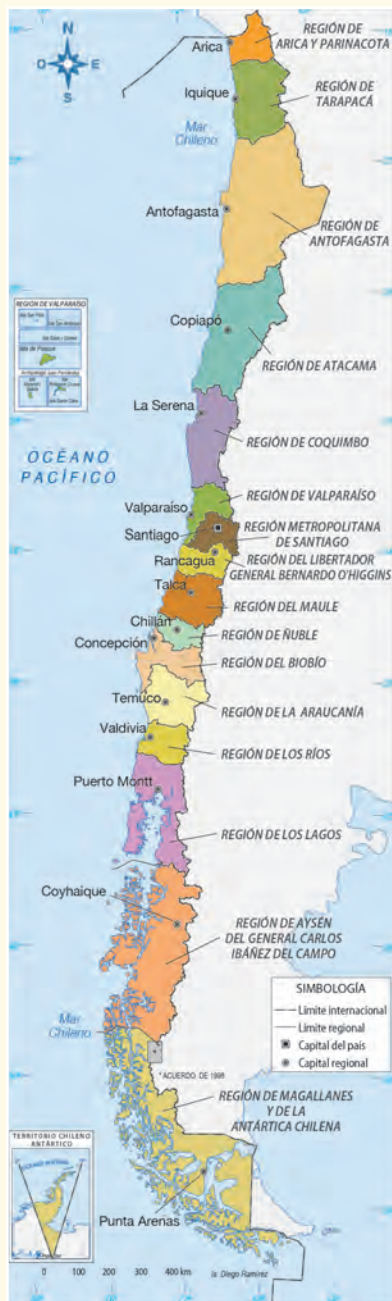 N
O
E
S
Arica
REGIÓN DE
ARICA Y PARINACOTA
Iquique
REGIÓN DE
TARAPACÁ
Mar
Chileno
Antofagasta
REGIÓN DE
ANTOFAGASTA
REGIÓN DE VALPARAÍSO
Isla de Pascua
Archipiélago Juan Fernández
Copiapó
REGIÓN DE ATACAMA
La Serena
REGIÓN DE COQUIMBO
OCÉANO
PACÍFICO
Valparaíso
REGIÓN DE VALPARAÍSO
Santiago
REGIÓN METROPOLITANA
DE SANTIAGO
Rancagua
REGIÓN DEL LIBERTADOR
GENERAL BERNARDO O'HIGGINS
Talca
REGIÓN DEL MAULE
Chillán
REGIÓN DE ÑUBLE
Concepción
REGIÓN DEL BIOBÍO
Temuco
REGIÓN DE LA ARAUCANÍA
Valdivia
REGIÓN DE LOS RÍOS
Puerto Montt
REGIÓN DE LOS LAGOS
Coyhaique
REGIÓN DE AYSÉN
DEL GENERAL CARLOS
IBÁÑEZ DEL CAMPO
SIMBOLOGÍA
Límite internacional
Límite regional
Capital del país
Capital regional
Mar
Chileno
* ACUERDO DE 1998
REGIÓN DE MAGALLANES
Y DE LA
ANTÁRTICA CHILENA
TERRITORIO CHILENO
ANTÁRTICO
Punta Arenas
0 100 200 300 400 km
Is. Diego Ramírez